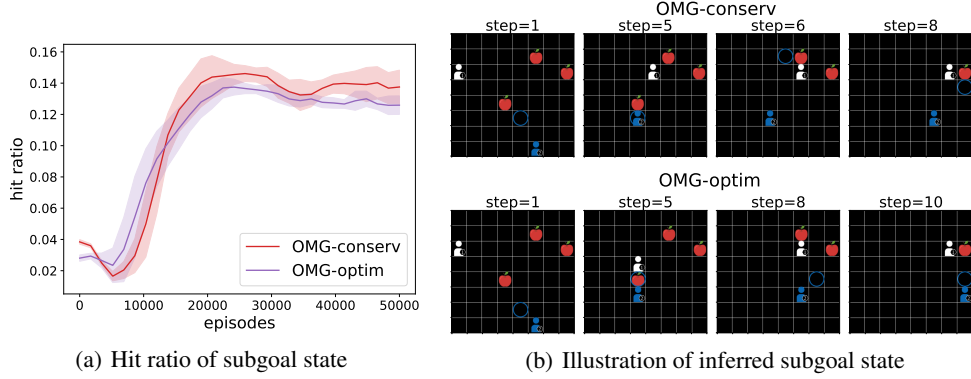 OMG-conserv
step=1 step=5 step=6 step=8
0.16
0.14
0.12
0.10
0.08
0.06
0.04
0.02
hit ratio
OMG-conserv
OMG-optim
0 10000 20000 30000 40000 50000
episodes
OMG-optim
step=1 step=5 step=8 step=10
(a) Hit ratio of subgoal state
(b) Illustration of inferred subgoal state